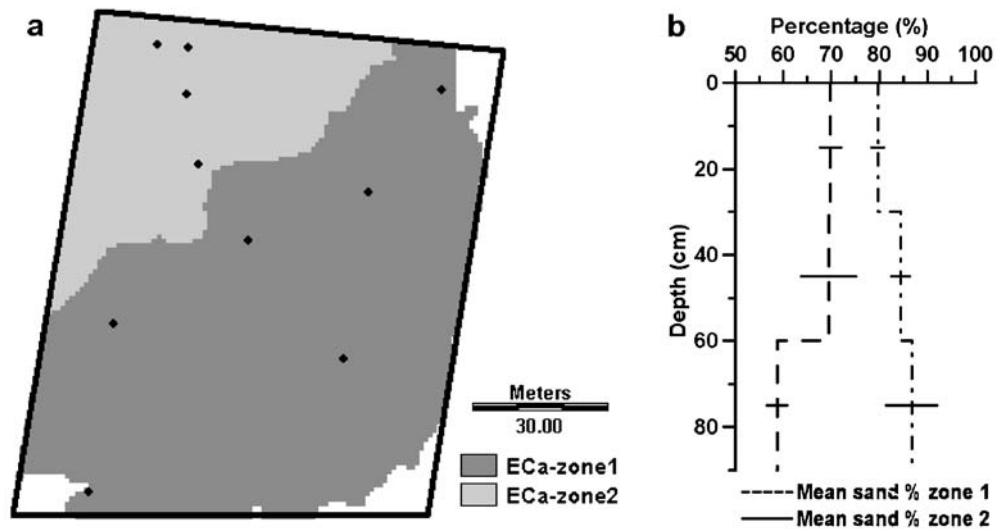 a
Meters
30.00
ECa-zone1
ECa-zone2
b
Percentage (%)
50 60 70 80 90 100
0
20
40
60
80
Depth (cm)
Mean sand % zone 1
Mean sand % zone 2